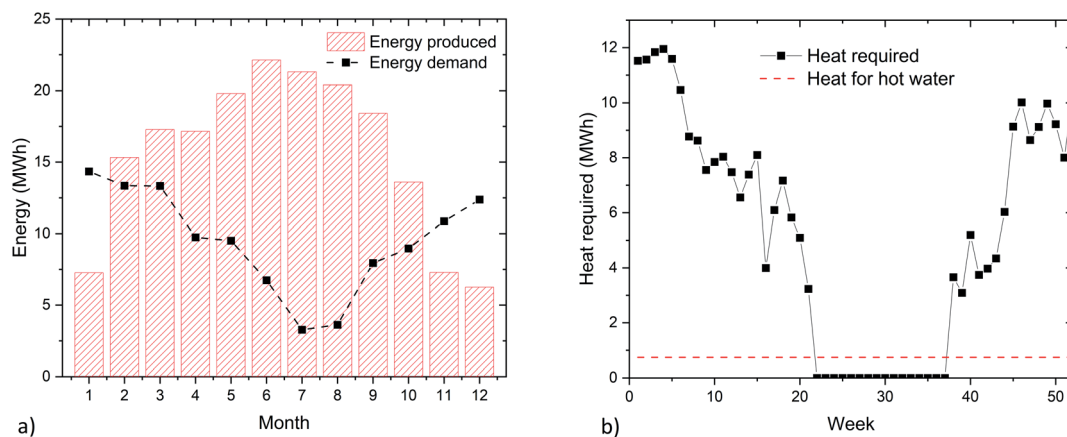 25
20
15
10
5
0
Energy (MWh)
Energy produced
Energy demand
1 2 3 4 5 6 7 8 9 10 11 12
Month
a)
12
10
8
6
4
2
0
Heat required (MWh)
Heat required
Heat for hot water
0 10 20 30 40 50
Week
b)